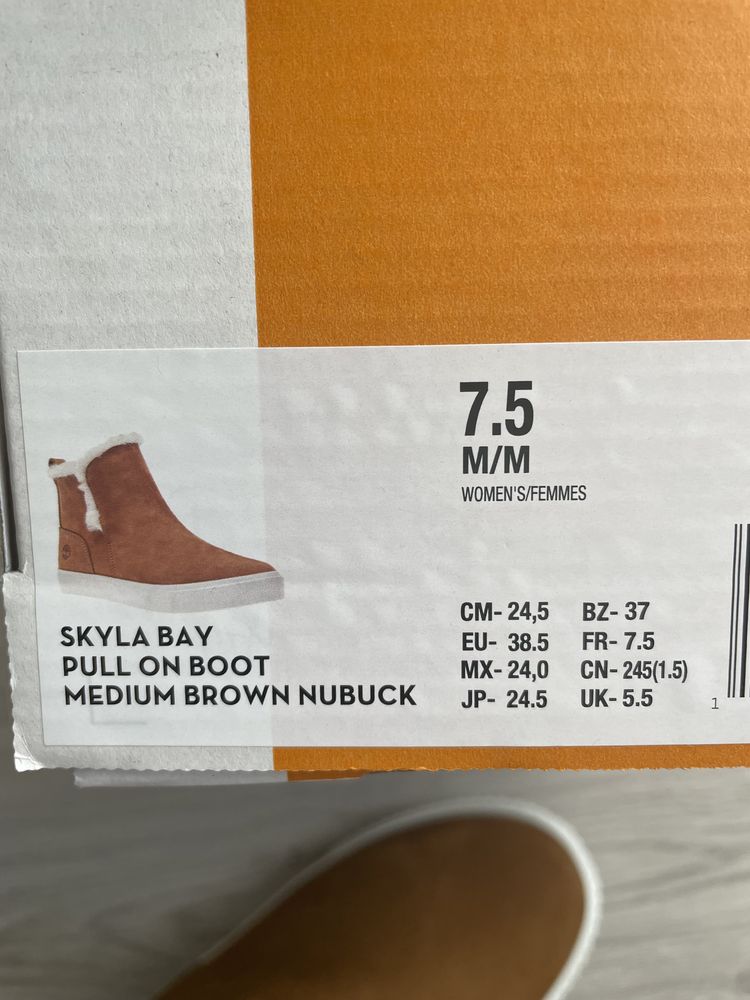 7.5
M/M
WOMEN'S/FEMMES
SKYLA BAY
PULL ON BOOT
MEDIUM BROWN NUBUCK
CM- 24,5 BZ- 37
EU- 38.5 FR- 7.5
MX- 24,0 CN- 245(1.5)
JP- 24.5 UK- 5.5
1